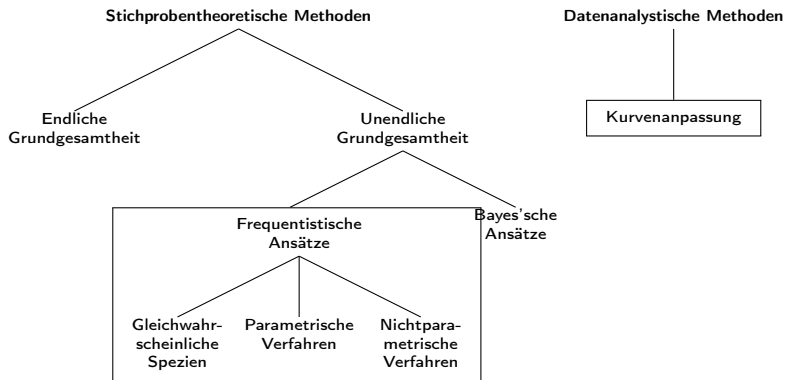 Stichprobentheoretische Methoden
Datenanalystische Methoden
Endliche
Grundgesamtheit
Unendliche
Grundgesamtheit
Kurvenanpassung
Frequentistische
Ansätze
Bayes'sche
Ansätze
Gleichwahr-
scheinliche
Spezien
Parametrische
Verfahren
Nichtpara-
metrische
Verfahren